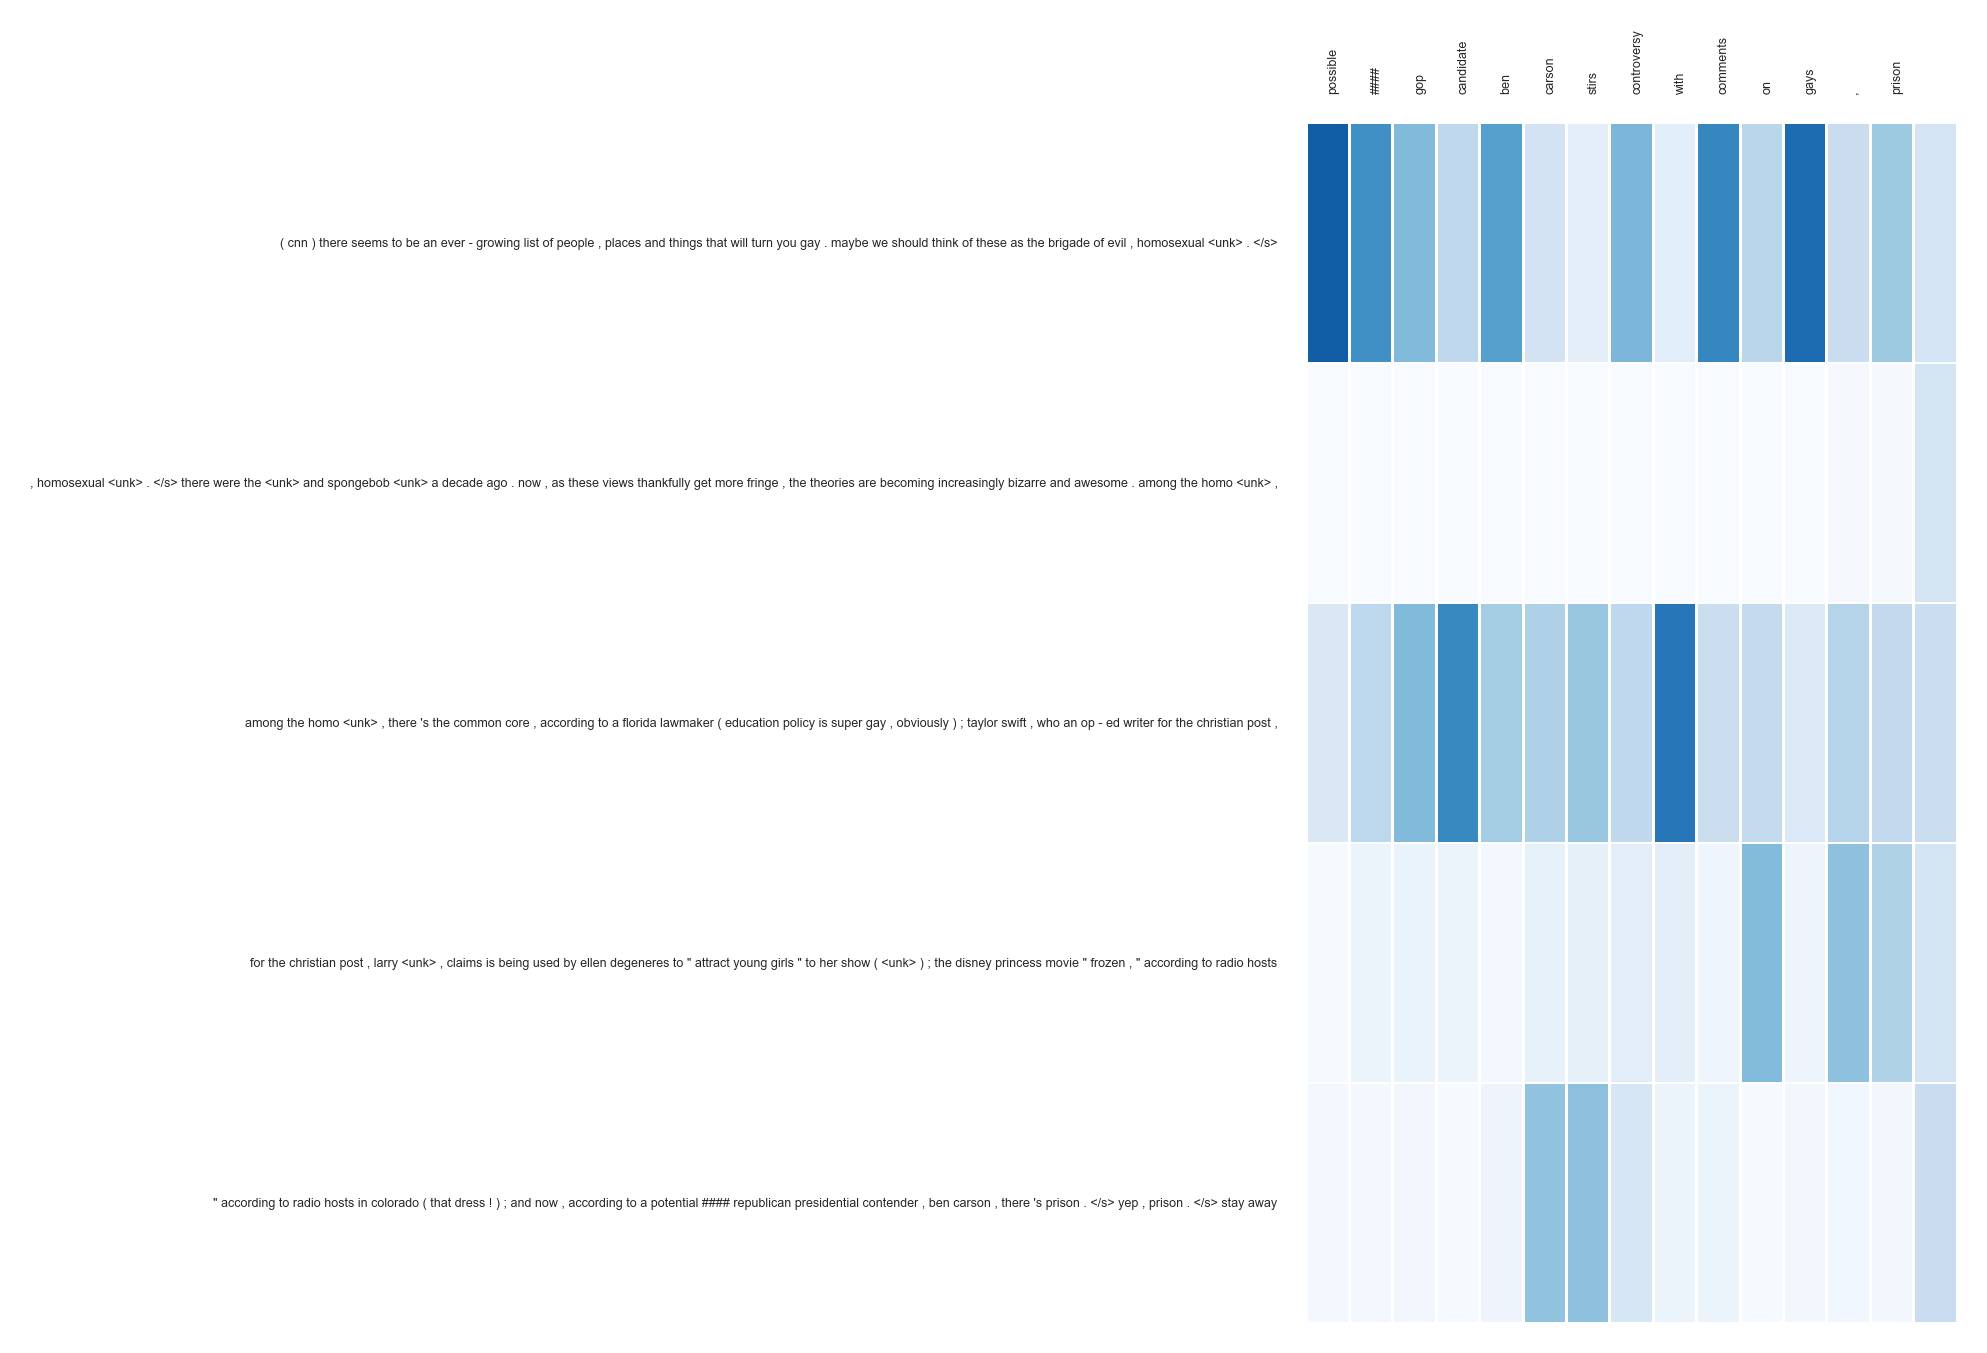 possible
####
gop
candidate
ben
carson
stirs
controversy
with
comments
on
gays
,
prison
( cnn ) there seems to be an ever - growing list of people , places and things that will turn you gay . maybe we should think of these as the brigade of evil , homosexual <unk> . </s>
, homosexual <unk> . </s> there were the <unk> and spongebob <unk> a decade ago . now , as these views thankfully get more fringe , the theories are becoming increasingly bizarre and awesome . among the homo <unk> ,
among the homo <unk> , there 's the common core , according to a florida lawmaker ( education policy is super gay , obviously ) ; taylor swift , who an op - ed writer for the christian post ,
for the christian post , larry <unk> , claims is being used by ellen degeneres to " attract young girls " to her show ( <unk> ) ; the disney princess movie " frozen , " according to radio hosts
" according to radio hosts in colorado ( that dress ! ) ; and now , according to a potential #### republican presidential contender , ben carson , there 's prison . </s> yep , prison . </s> stay away